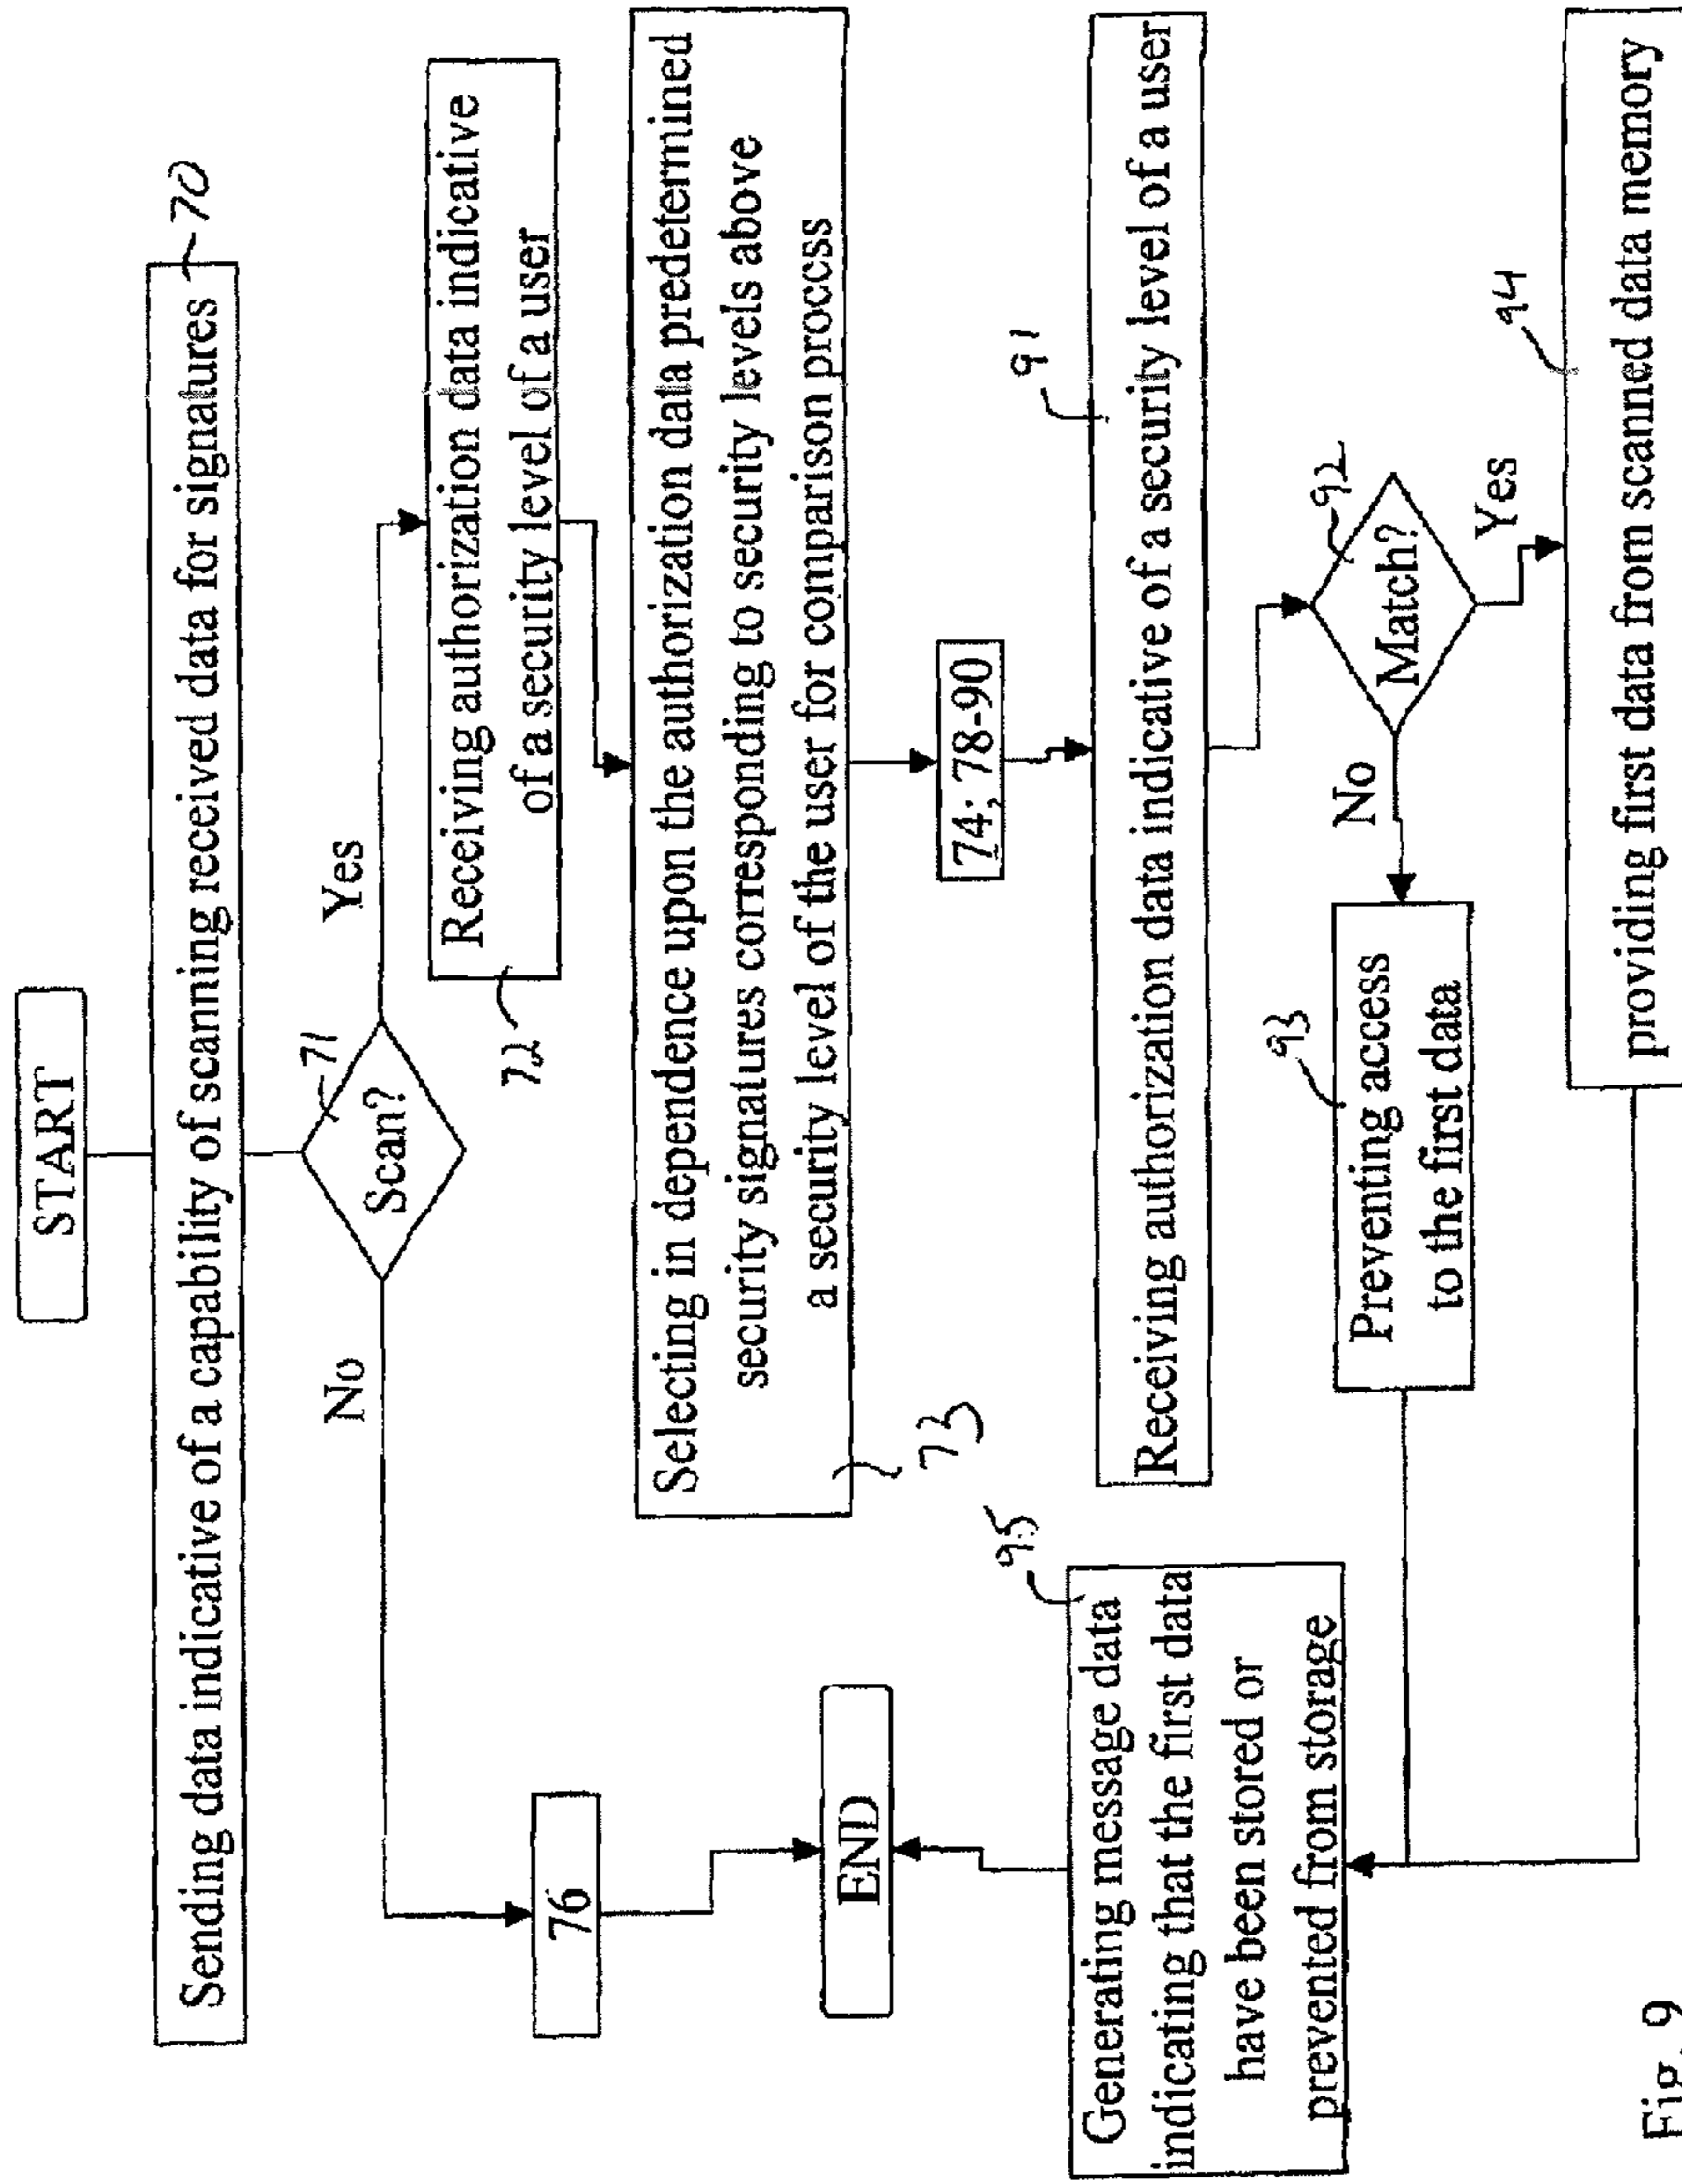 START
70
Sending data indicative of a capability of scanning received data for signatures
71
Scan?
No
Yes
72
Receiving authorization data indicative
of a security level of a user
76
73
Selecting in dependence upon the authorization data predetermined
security signatures corresponding to security levels above
a security level of the user for comparison process
END
74; 78-90
91
Receiving authorization data indicative of a security level of a user
92
Match?
No
Yes
93
Preventing access
to the first data
95
Generating message data
indicating that the first data
have been stored or
prevented from storage
94
providing first data from scanned data memory
Fig. 9